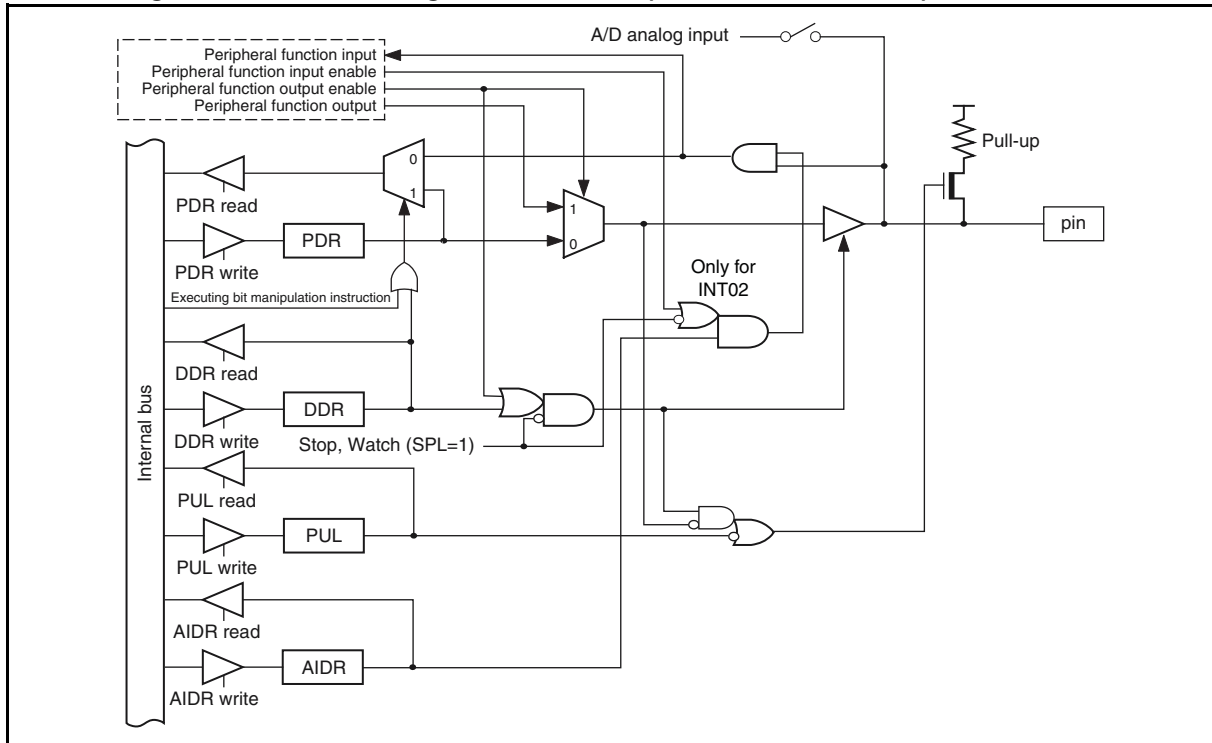 A/D analog input
Peripheral function input
Peripheral function input enable
Peripheral function output enable
Peripheral function output
Pull-up
0
1
PDR read
1
0
pin
PDR
PDR write
Only for
INT02
Executing bit manipulation instruction
DDR read
Internal bus
DDR
DDR write
Stop, Watch (SPL=1)
PUL read
PUL
PUL write
AIDR read
AIDR
AIDR write